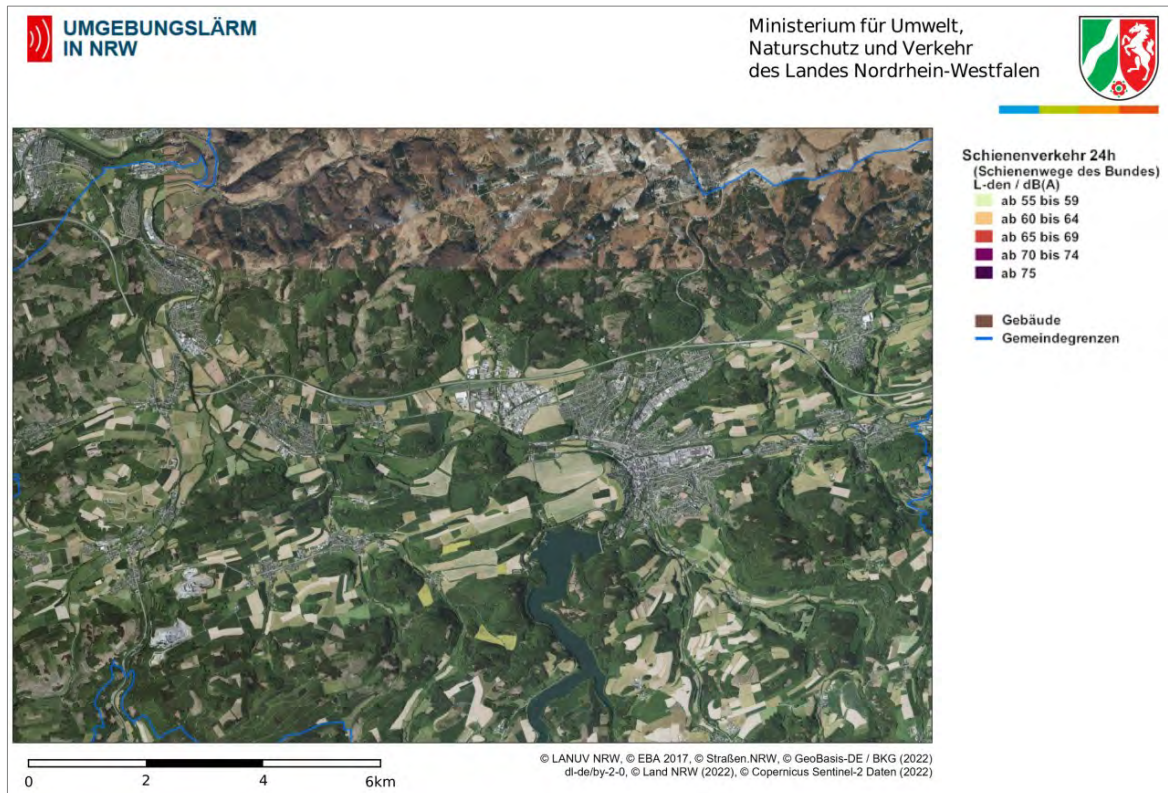 UMGEBUNGSLÄRM
IN NRW
Ministerium für Umwelt,
Naturschutz und Verkehr
des Landes Nordrhein-Westfalen
Schienenverkehr 24h
(Schienenwege des Bundes)
L-den / dB(A)
ab 55 bis 59
ab 60 bis 64
ab 65 bis 69
ab 70 bis 74
ab 75
Gebäude
Gemeindegrenzen
0 2 4 6km
© LANUV NRW, © EBA 2017, © Straßen.NRW, © GeoBasis-DE / BKG (2022)
dl-de/by-2-0, © Land NRW (2022), © Copernicus Sentinel-2 Daten (2022)